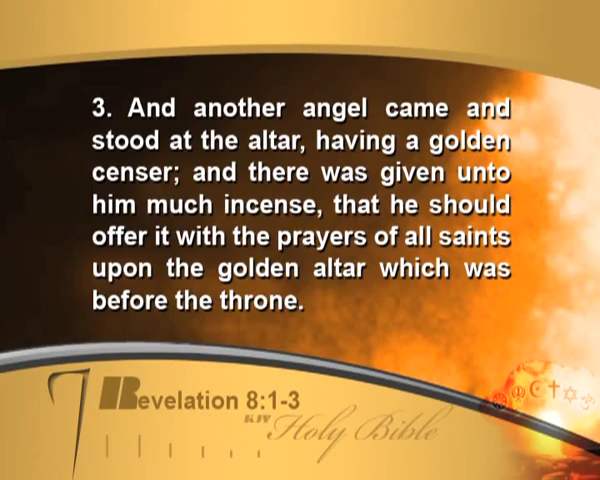 3. And another angel came and
stood at the altar, having a golden
censer; and there was given unto
him much incense, that he should
offer it with the prayers of all saints
upon the golden altar which was
before the throne.
Revelation 8:1-3
KJV
Holy Bible